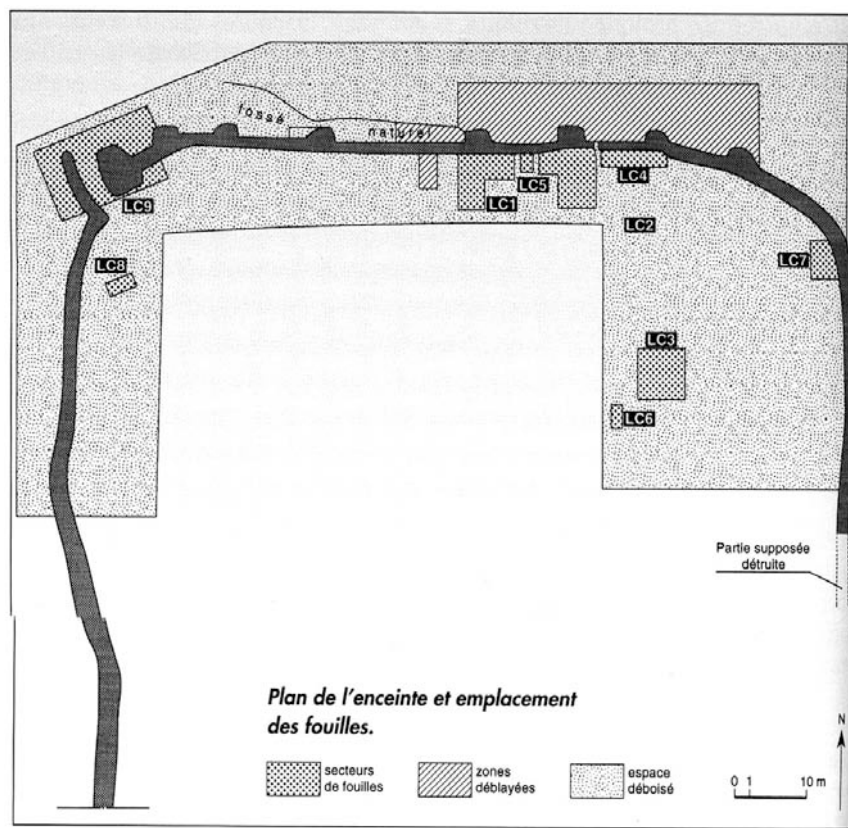 fossé
naturel
LC9
LC8
LC1
LC5
LC4
LC2
LC7
LC3
LC6
Partie supposée
détruite
Plan de l'enceinte et emplacement
des fouilles.
secteurs
de fouilles
zones
déblayées
espace
déboisé
N
0 1 10 m